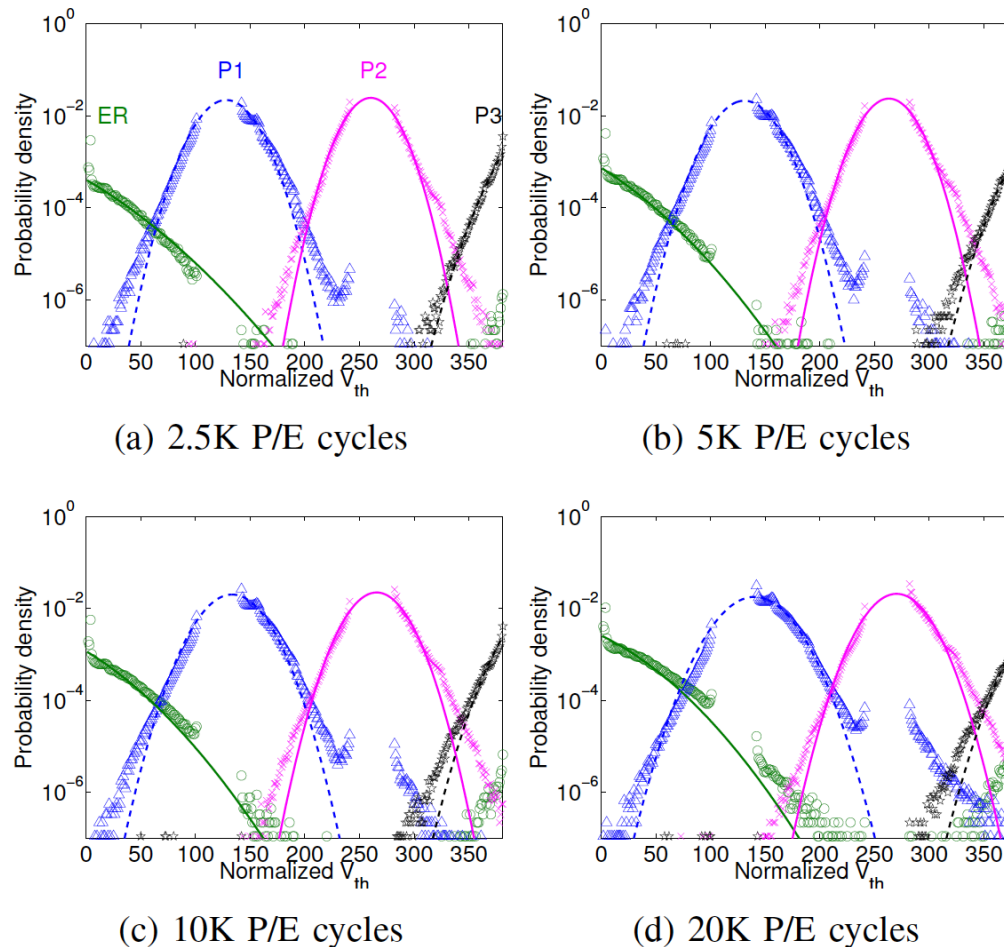 10^0
10^-2
10^-4
10^-6
Probability density
ER
P1
P2
P3
0 50 100 150 200 250 300 350
Normalized V_th
(a) 2.5K P/E cycles
10^0
10^-2
10^-4
10^-6
Probability density
0 50 100 150 200 250 300 350
Normalized V_th
(b) 5K P/E cycles
10^0
10^-2
10^-4
10^-6
Probability density
0 50 100 150 200 250 300 350
Normalized V_th
(c) 10K P/E cycles
10^0
10^-2
10^-4
10^-6
Probability density
0 50 100 150 200 250 300 350
Normalized V_th
(d) 20K P/E cycles